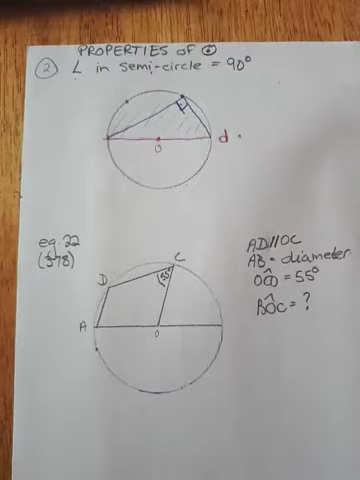 PROPERTIES OF ⊙
② ∠ in semi-circle = 90°
O
d
eg. 22
(378)
C
55°
D
A
O
AD//OC
AB = diameter
OĈD = 55°
BÔC = ?